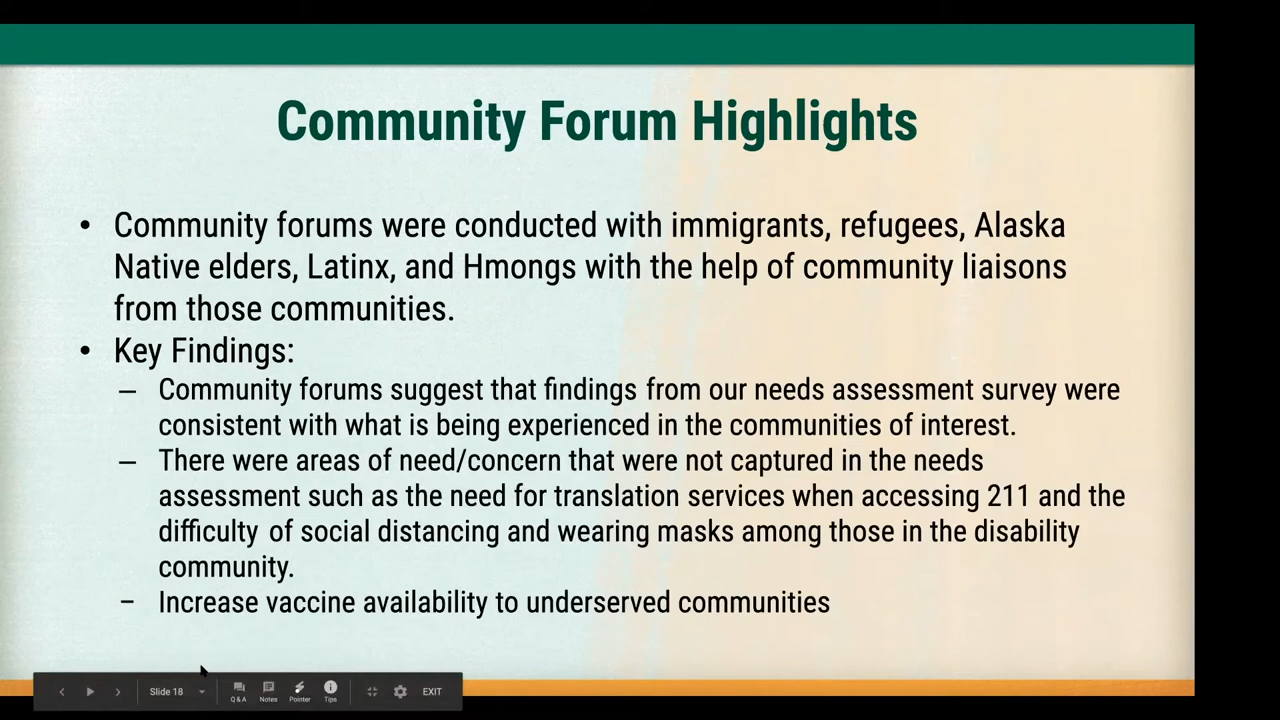 Community Forum Highlights
• Community forums were conducted with immigrants, refugees, Alaska
Native elders, Latinx, and Hmongs with the help of community liaisons
from those communities.
• Key Findings:
– Community forums suggest that findings from our needs assessment survey were
consistent with what is being experienced in the communities of interest.
– There were areas of need/concern that were not captured in the needs
assessment such as the need for translation services when accessing 211 and the
difficulty of social distancing and wearing masks among those in the disability
community.
– Increase vaccine availability to underserved communities
Slide 18
Q&A Notes Pointer Tips EXIT